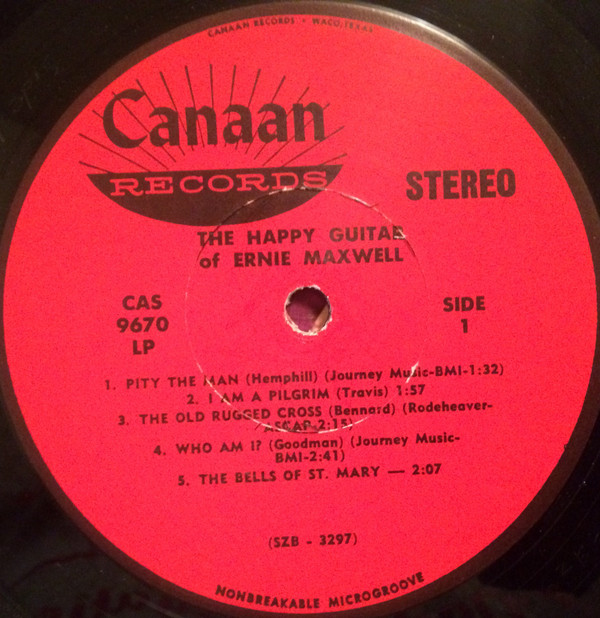 CANAAN RECORDS • WACO, TEXAS
Canaan
RECORDS
STEREO
THE HAPPY GUITAR
of ERNIE MAXWELL
CAS
9670
LP
SIDE
1
1. PITY THE MAN (Hemphill) (Journey Music-BMI-1:32)
2. I AM A PILGRIM (Travis) 1:57
3. THE OLD RUGGED CROSS (Bennard) (Rodeheaver-
ASCAP-2:15)
4. WHO AM I? (Goodman) (Journey Music-
BMI-2:41)
5. THE BELLS OF ST. MARY — 2:07
(SZB - 3297)
NONBREAKABLE MICROGROOVE